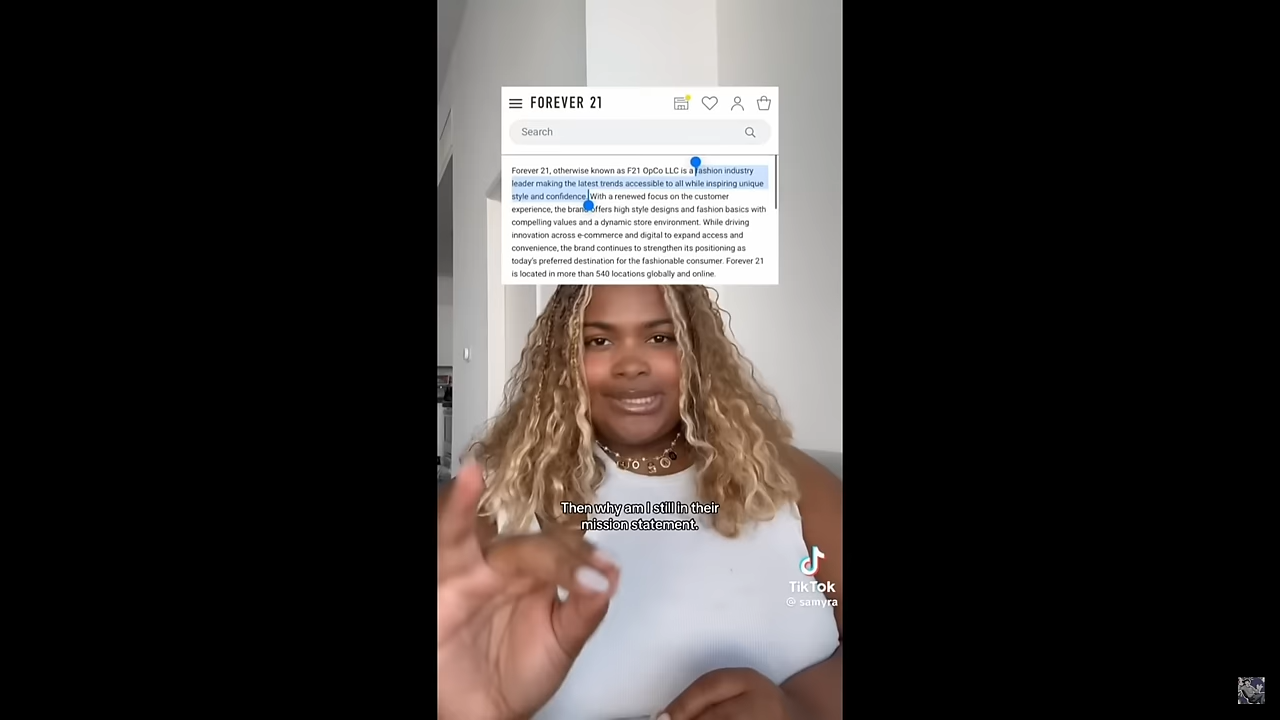 FOREVER 21
Search
Forever 21, otherwise known as F21 OpCo LLC is a fashion industry
leader making the latest trends accessible to all while inspiring unique
style and confidence. With a renewed focus on the customer
experience, the brand offers high style designs and fashion basics with
compelling values and a dynamic store environment. While driving
innovation across e-commerce and digital to expand access and
convenience, the brand continues to strengthen its positioning as
today's preferred destination for the fashionable consumer. Forever 21
is located in more than 540 locations globally and online.
Then why am I still in their
mission statement.
TikTok
@ samyra